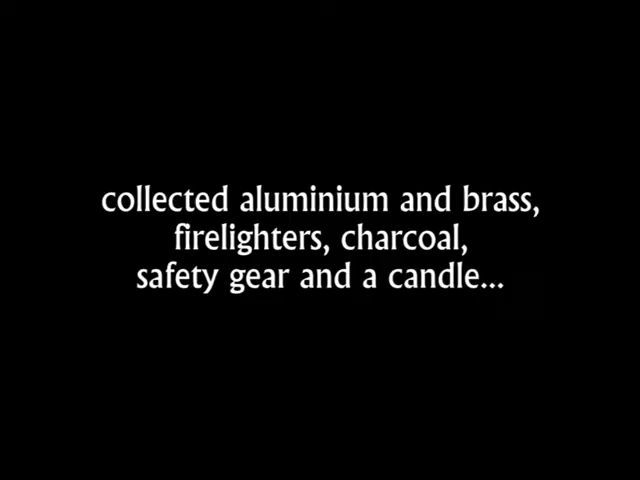 collected aluminium and brass,
firelighters, charcoal,
safety gear and a candle...